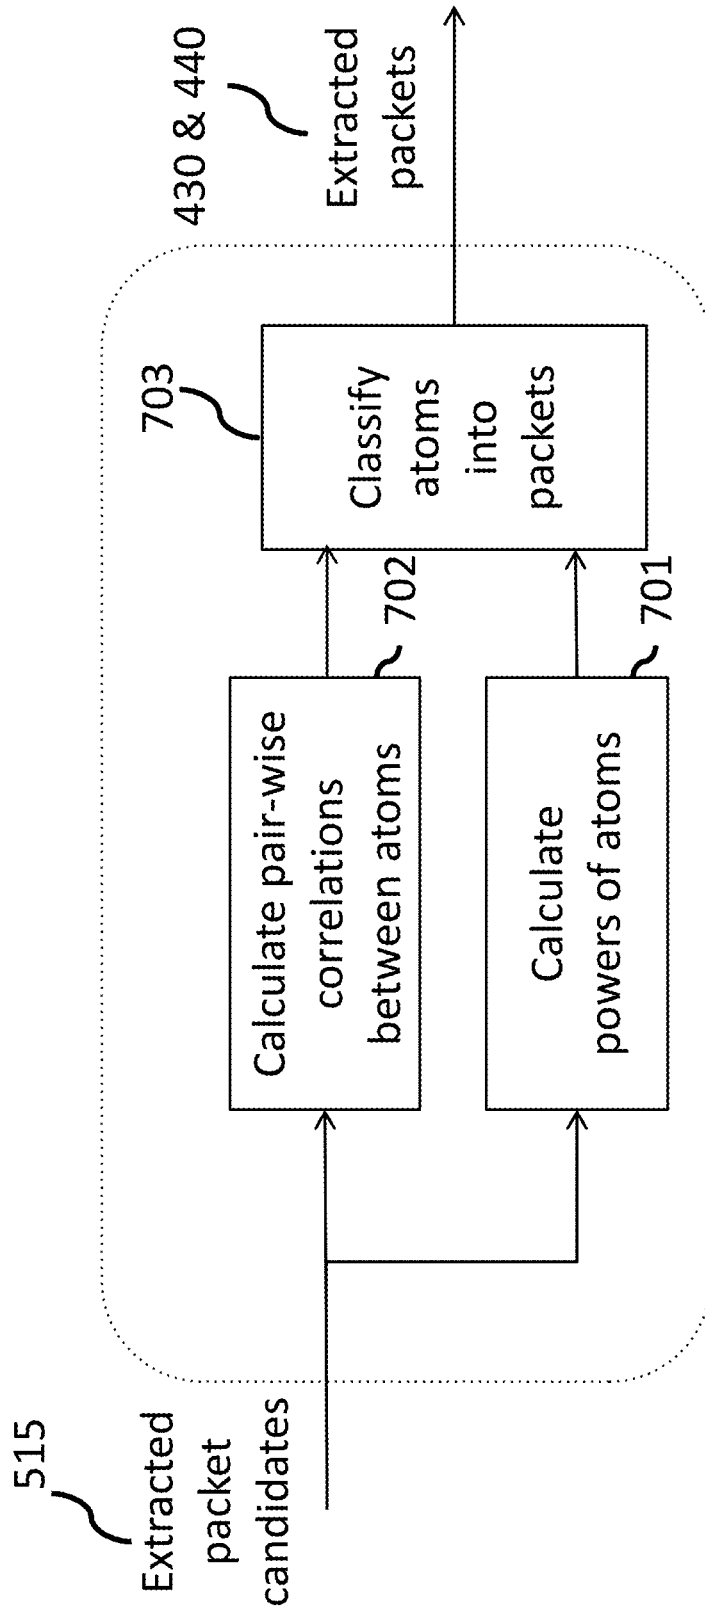 515
Extracted
packet
candidates
Calculate pair-wise
correlations
between atoms
702
Calculate
powers of atoms
701
703
Classify
atoms
into
packets
430 & 440
Extracted
packets